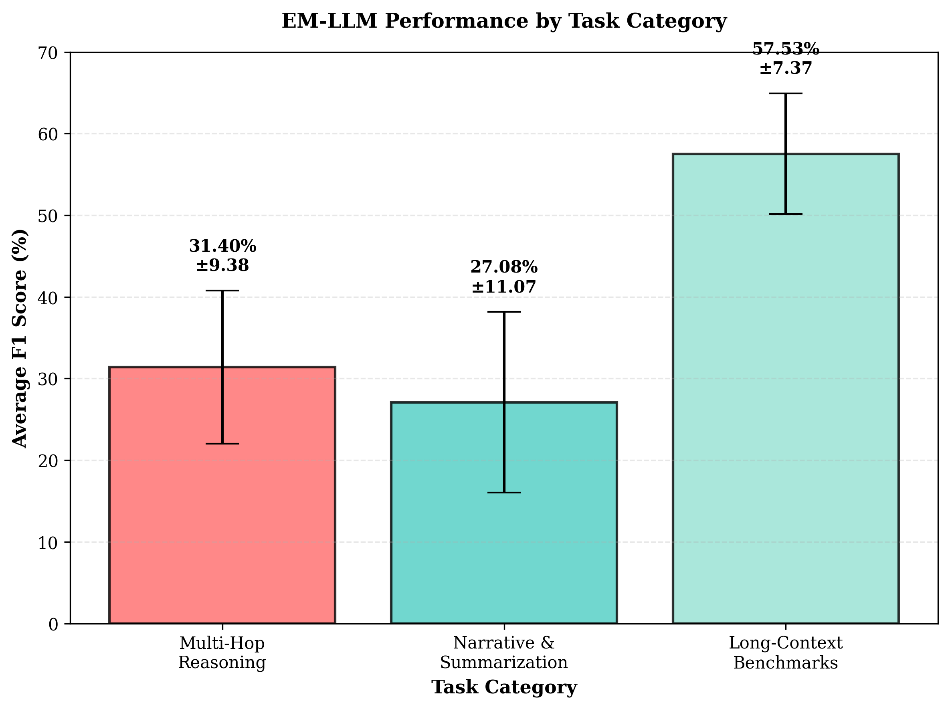 EM-LLM Performance by Task Category
70
60
50
40
30
20
10
0
Average F1 Score (%)
31.40%
±9.38
27.08%
±11.07
57.53%
±7.37
Multi-Hop
Reasoning
Narrative &
Summarization
Long-Context
Benchmarks
Task Category